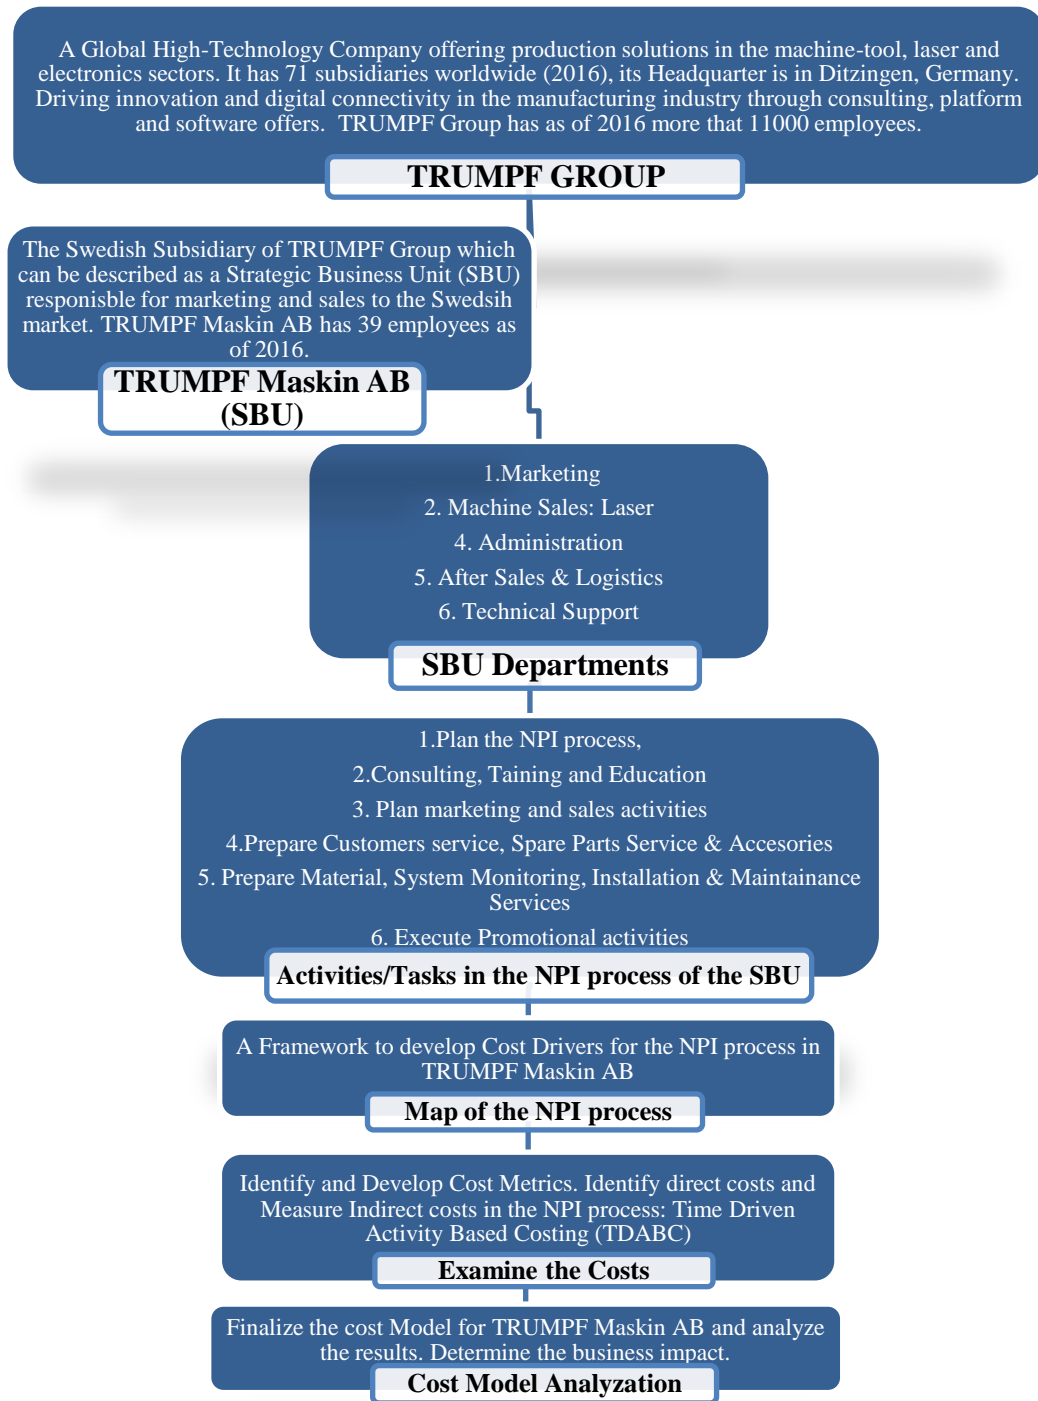 A Global High-Technology Company offering production solutions in the machine-tool, laser and
electronics sectors. It has 71 subsidiaries worldwide (2016), its Headquarter is in Ditzingen, Germany.
Driving innovation and digital connectivity in the manufacturing industry through consulting, platform
and software offers. TRUMPF Group has as of 2016 more that 11000 employees.
TRUMPF GROUP
The Swedish Subsidiary of TRUMPF Group which
can be described as a Strategic Business Unit (SBU)
responisble for marketing and sales to the Swedsih
market. TRUMPF Maskin AB has 39 employees as
of 2016.
TRUMPF Maskin AB
(SBU)
1.Marketing
2. Machine Sales: Laser
4. Administration
5. After Sales & Logistics
6. Technical Support
SBU Departments
1.Plan the NPI process,
2.Consulting, Taining and Education
3. Plan marketing and sales activities
4.Prepare Customers service, Spare Parts Service & Accesories
5. Prepare Material, System Monitoring, Installation & Maintainance
Services
6. Execute Promotional activities
Activities/Tasks in the NPI process of the SBU
A Framework to develop Cost Drivers for the NPI process in
TRUMPF Maskin AB
Map of the NPI process
Identify and Develop Cost Metrics. Identify direct costs and
Measure Indirect costs in the NPI process: Time Driven
Activity Based Costing (TDABC)
Examine the Costs
Finalize the cost Model for TRUMPF Maskin AB and analyze
the results. Determine the business impact.
Cost Model Analyzation